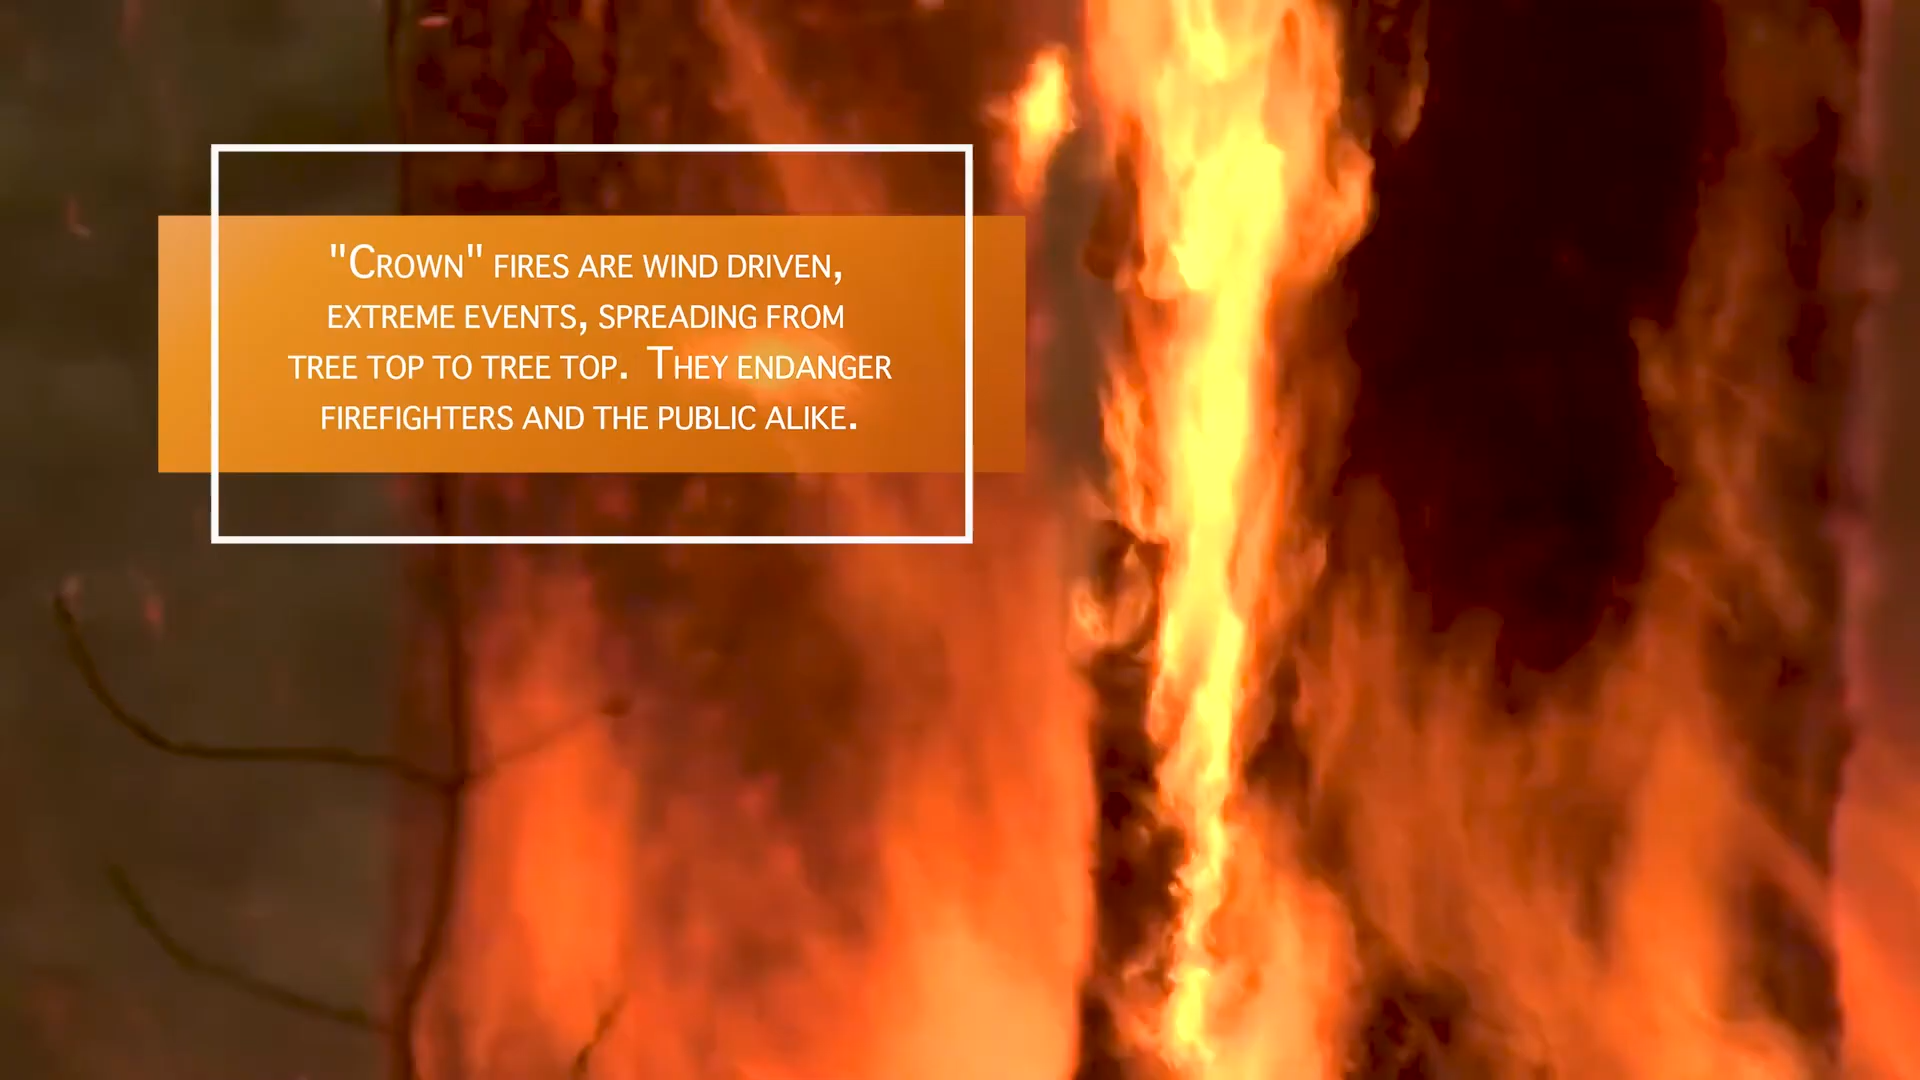 "Crown" fires are wind driven,
extreme events, spreading from
tree top to tree top.  They endanger
firefighters and the public alike.